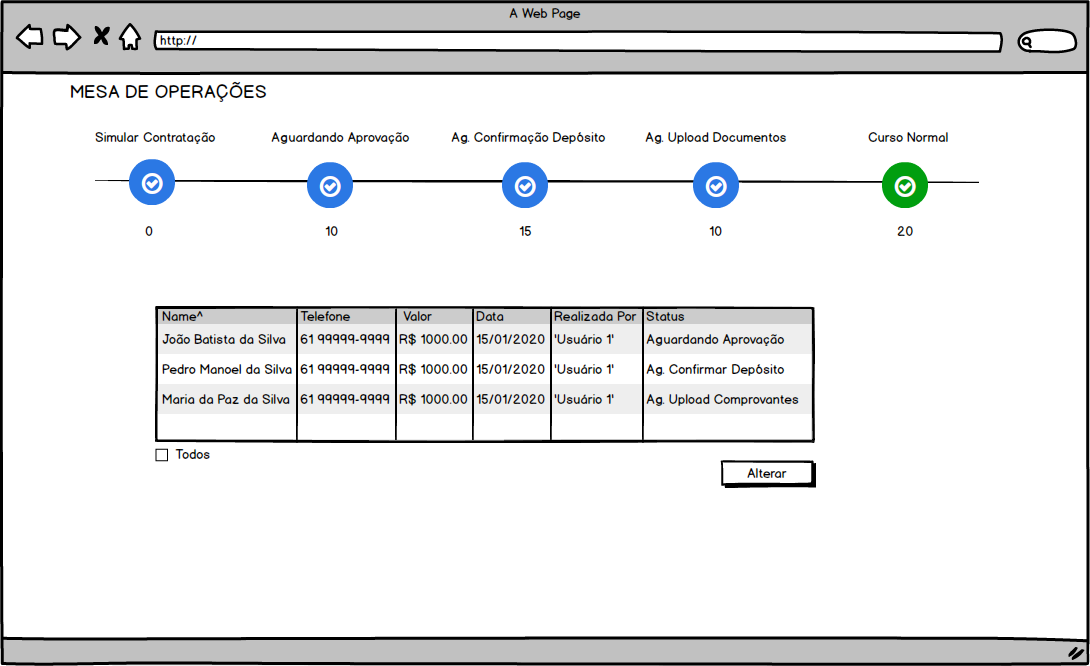 A Web Page
http://
MESA DE OPERAÇÕES
Simular Contratação Aguardando Aprovação Ag. Confirmação Depósito Ag. Upload Documentos Curso Normal
0 10 15 10 20
Name^ Telefone Valor Data Realizada Por Status
João Batista da Silva 61 99999-9999 R$ 1000.00 15/01/2020 'Usuário 1' Aguardando Aprovação
Pedro Manoel da Silva 61 99999-9999 R$ 1000.00 15/01/2020 'Usuário 1' Ag. Confirmar Depósito
Maria da Paz da Silva 61 99999-9999 R$ 1000.00 15/01/2020 'Usuário 1' Ag. Upload Comprovantes
Todos
Alterar